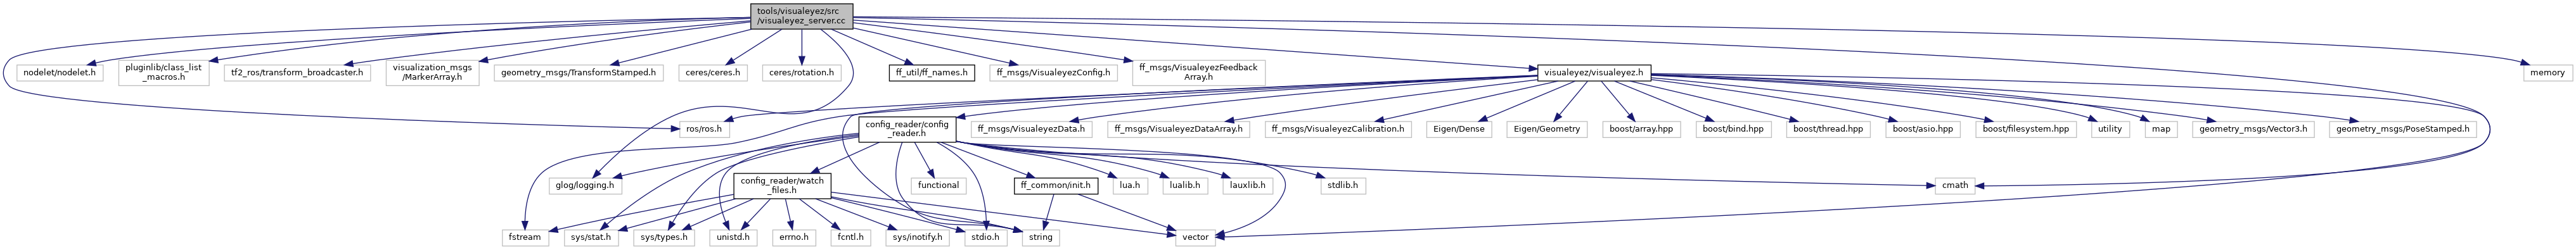 tools/visualeyez/src
/visualeyez_server.cc
nodelet/nodelet.h
pluginlib/class_list
_macros.h
tf2_ros/transform_broadcaster.h
visualization_msgs
/MarkerArray.h
geometry_msgs/TransformStamped.h
ceres/ceres.h
ceres/rotation.h
ff_util/ff_names.h
ff_msgs/VisualeyezConfig.h
ff_msgs/VisualeyezFeedback
Array.h
visualeyez/visualeyez.h
memory
ros/ros.h
config_reader/config
_reader.h
ff_msgs/VisualeyezData.h
ff_msgs/VisualeyezDataArray.h
ff_msgs/VisualeyezCalibration.h
Eigen/Dense
Eigen/Geometry
boost/array.hpp
boost/bind.hpp
boost/thread.hpp
boost/asio.hpp
boost/filesystem.hpp
utility
map
geometry_msgs/Vector3.h
geometry_msgs/PoseStamped.h
glog/logging.h
config_reader/watch
_files.h
functional
ff_common/init.h
lua.h
lualib.h
lauxlib.h
stdlib.h
cmath
fstream
sys/stat.h
sys/types.h
unistd.h
errno.h
fcntl.h
sys/inotify.h
stdio.h
string
vector